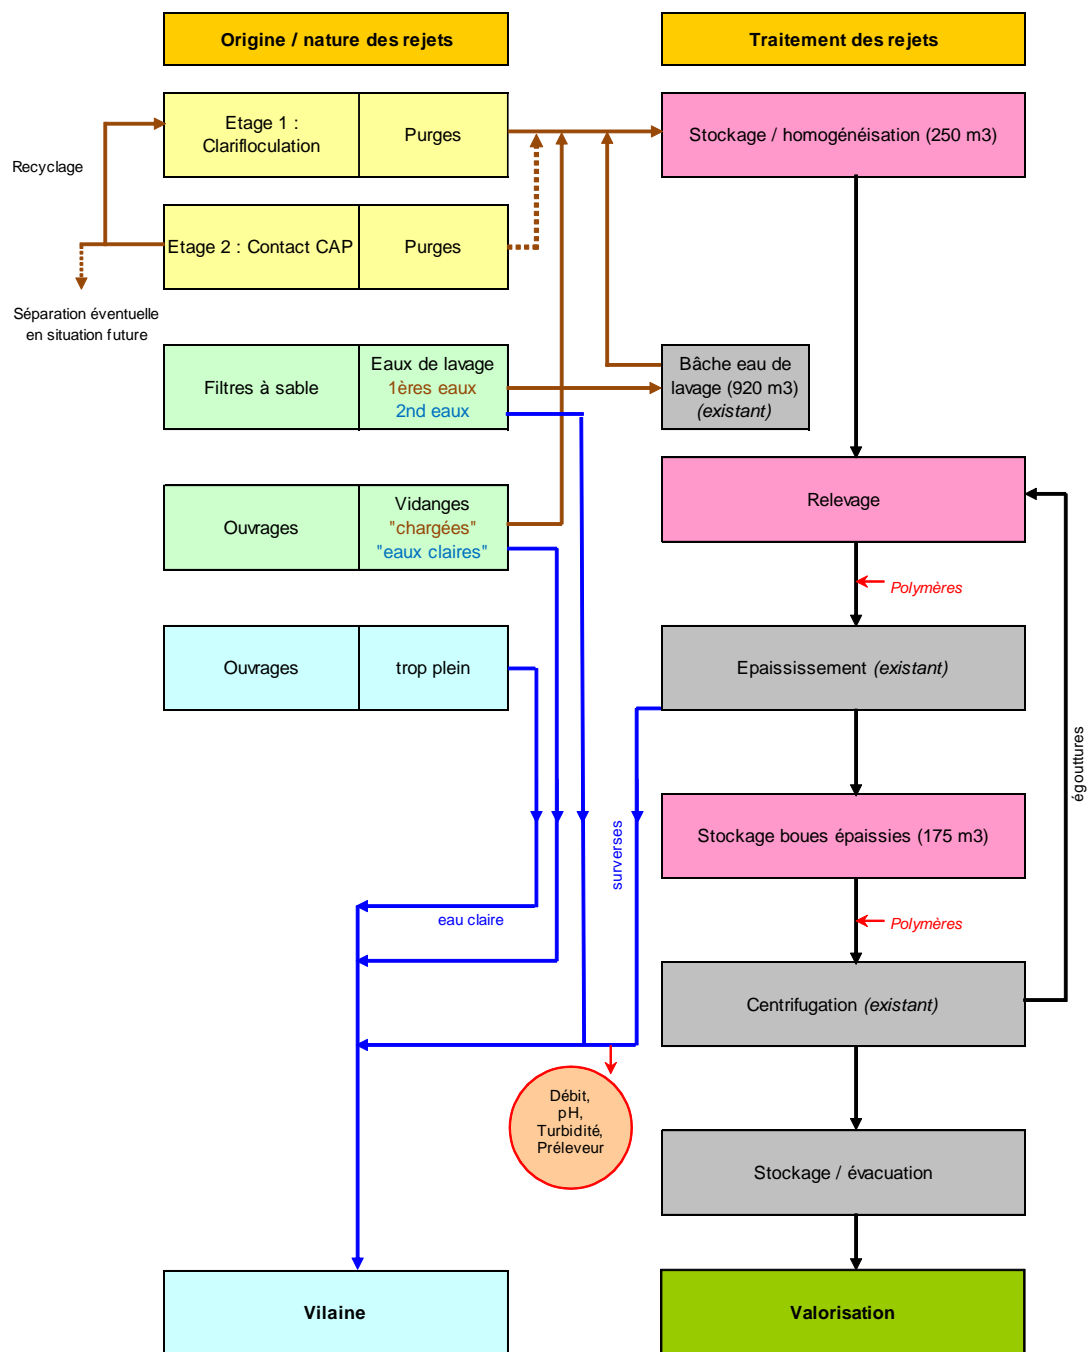 Origine / nature des rejets
Traitement des rejets
Etage 1 :
Clarifloculation
Purges
Stockage / homogénéisation (250 m3)
Recyclage
Etage 2 : Contact CAP
Purges
Séparation éventuelle
en situation future
Filtres à sable
Eaux de lavage
1ères eaux
2nd eaux
Bâche eau de
lavage (920 m3)
(existant)
Ouvrages
Vidanges
"chargées"
"eaux claires"
Relevage
Polymères
Ouvrages
trop plein
Epaississement (existant)
égouttures
surverses
Stockage boues épaissies (175 m3)
eau claire
Polymères
Centrifugation (existant)
Débit,
pH,
Turbidité,
Préleveur
Stockage / évacuation
Vilaine
Valorisation